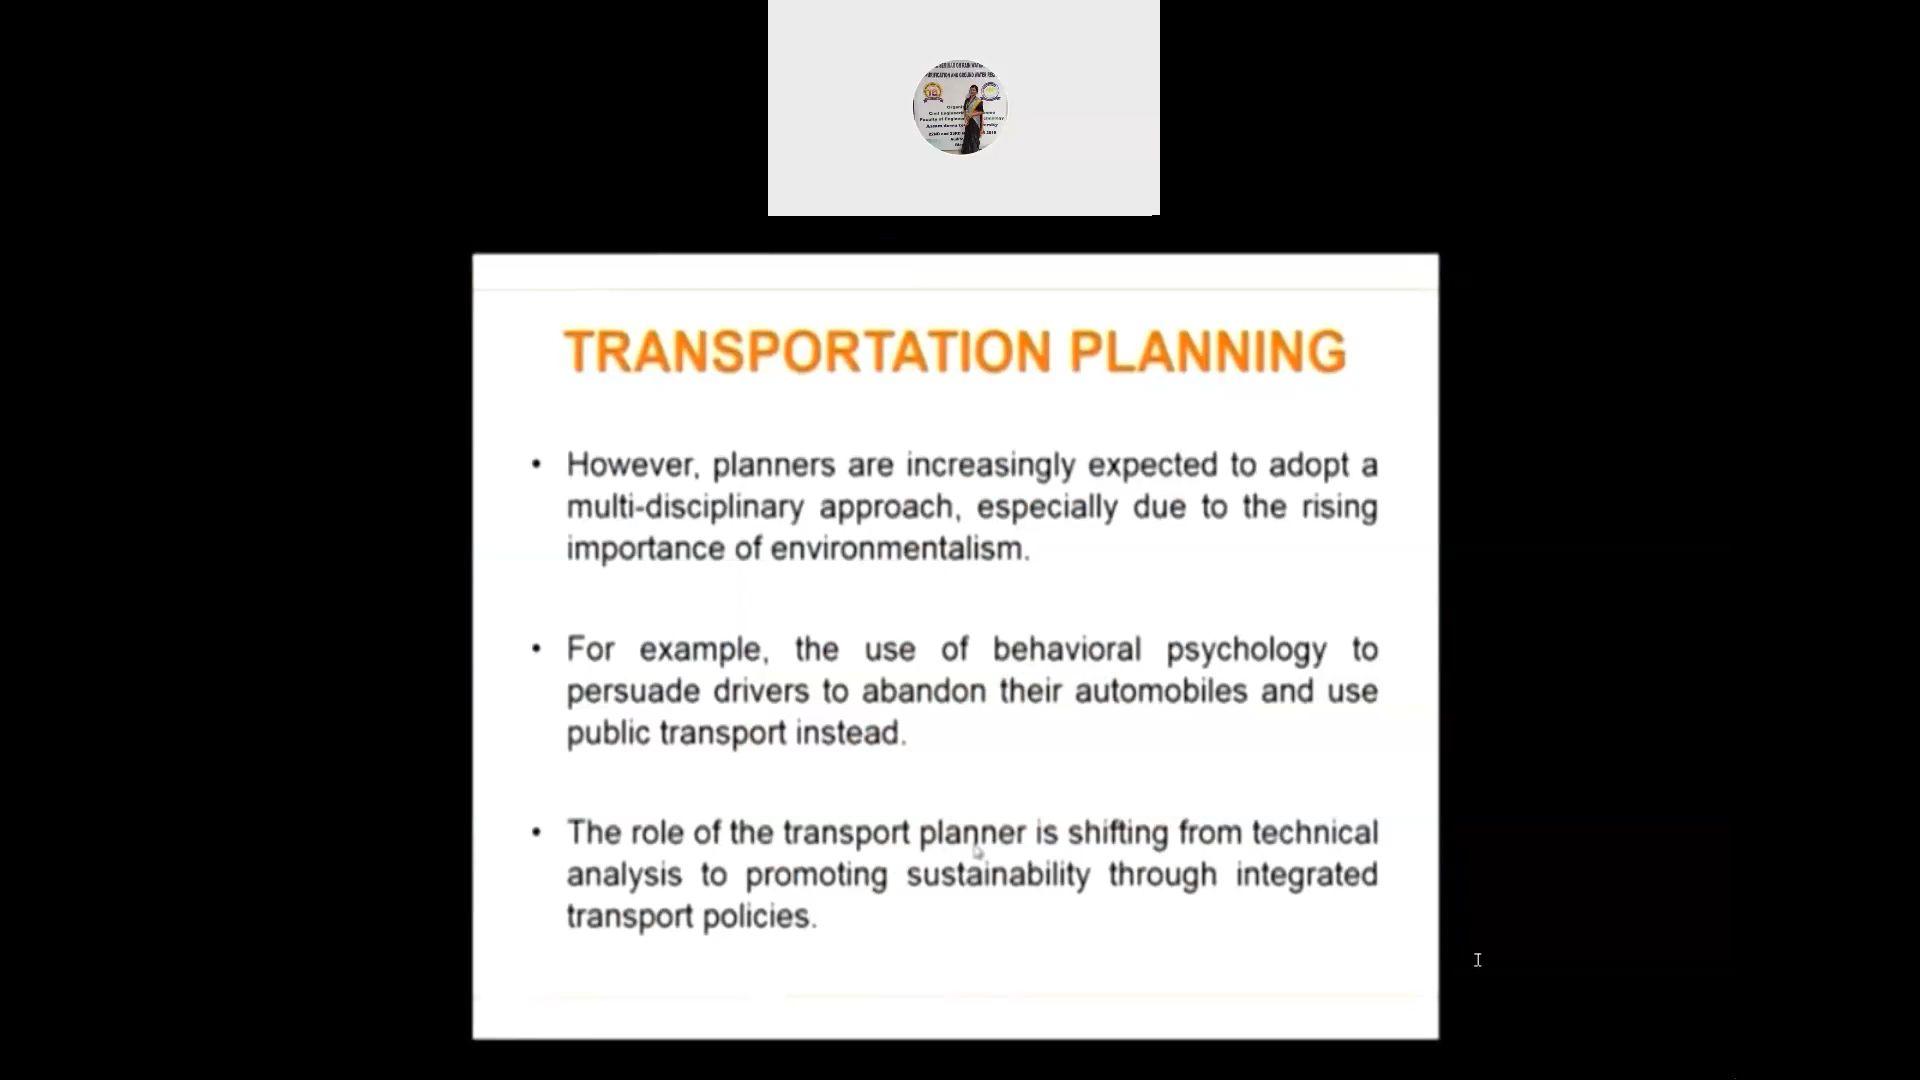 TRANSPORTATION PLANNING
• However, planners are increasingly expected to adopt a
multi-disciplinary approach, especially due to the rising
importance of environmentalism.
• For example, the use of behavioral psychology to
persuade drivers to abandon their automobiles and use
public transport instead.
• The role of the transport planner is shifting from technical
analysis to promoting sustainability through integrated
transport policies.